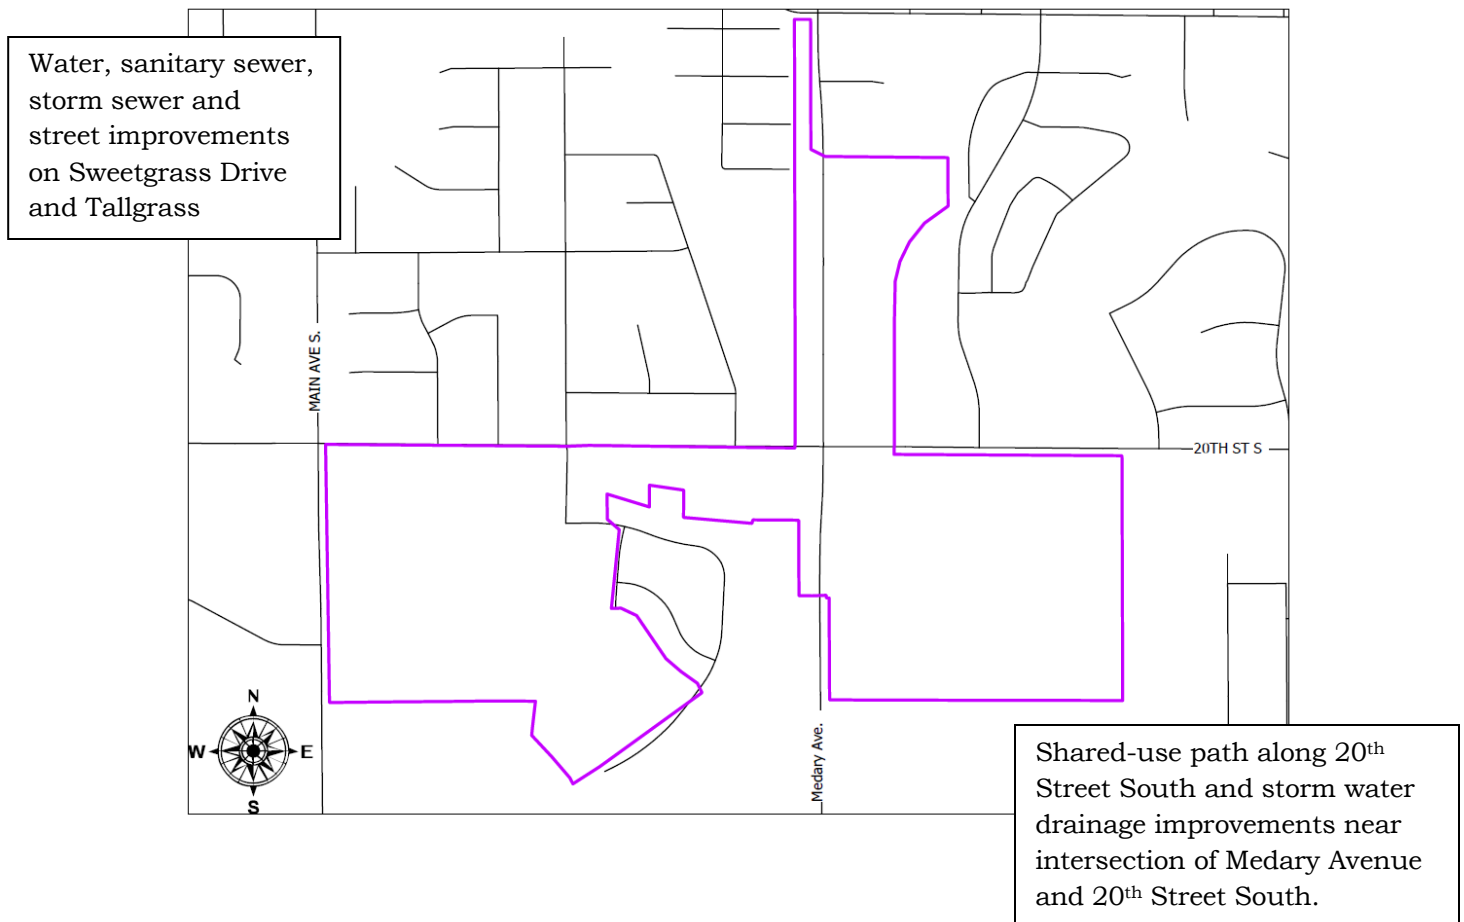 Water, sanitary sewer,
storm sewer and
street improvements
on Sweetgrass Drive
and Tallgrass
MAIN AVE S.
20TH ST S
Medary Ave.
N
W E
S
Shared-use path along 20th
Street South and storm water
drainage improvements near
intersection of Medary Avenue
and 20th Street South.